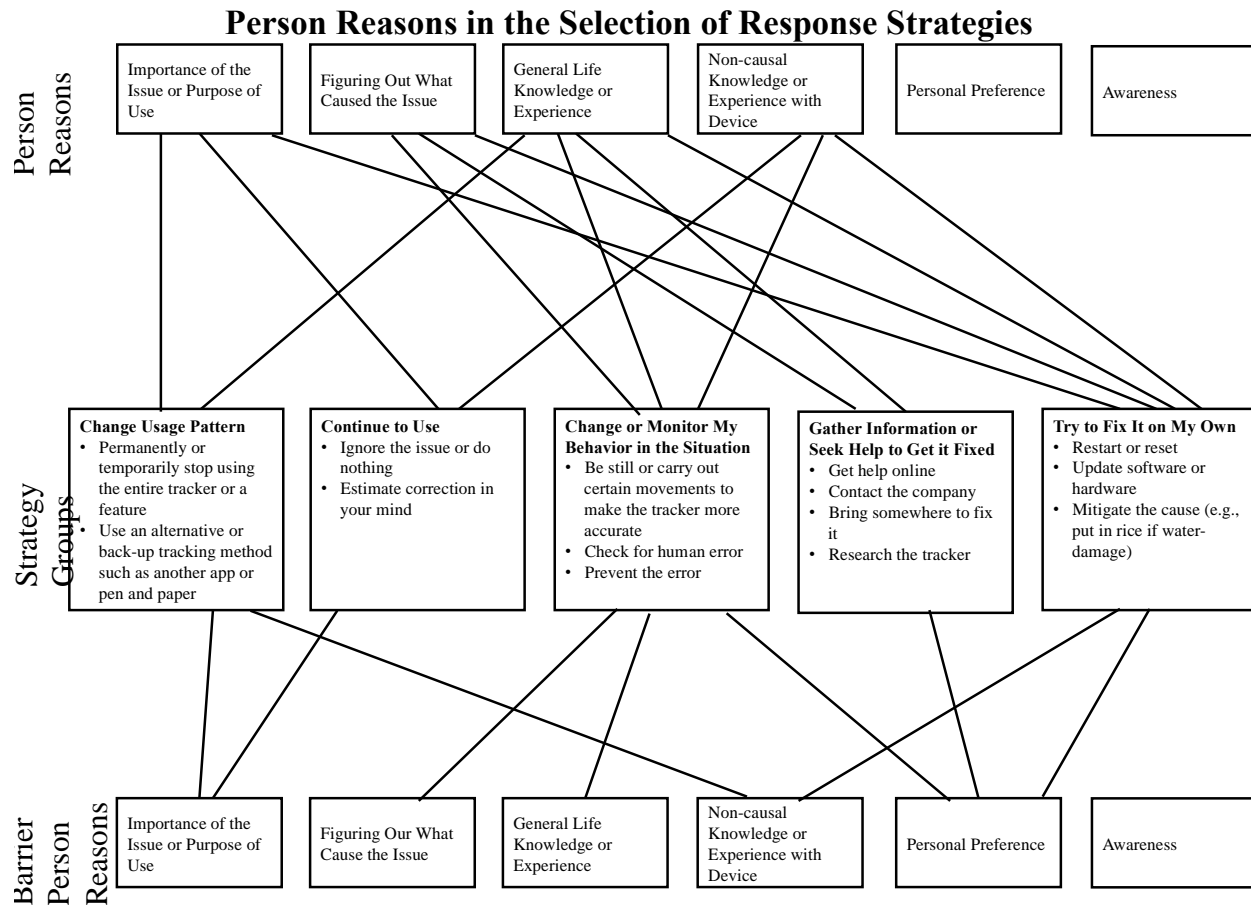 Person Reasons in the Selection of Response Strategies
Person
Reasons
Importance of the
Issue or Purpose of
Use
Figuring Out What
Caused the Issue
General Life
Knowledge or
Experience
Non-causal
Knowledge or
Experience with
Device
Personal Preference
Awareness
Strategy
Groups
Change Usage Pattern
• Permanently or
temporarily stop using
the entire tracker or a
feature
• Use an alternative or
back-up tracking method
such as another app or
pen and paper
Continue to Use
• Ignore the issue or do
nothing
• Estimate correction in
your mind
Change or Monitor My
Behavior in the Situation
• Be still or carry out
certain movements to
make the tracker more
accurate
• Check for human error
• Prevent the error
Gather Information or
Seek Help to Get it Fixed
• Get help online
• Contact the company
• Bring somewhere to fix
it
• Research the tracker
Try to Fix It on My Own
• Restart or reset
• Update software or
hardware
• Mitigate the cause (e.g.,
put in rice if water-
damage)
Barrier
Person
Reasons
Importance of the
Issue or Purpose of
Use
Figuring Our What
Cause the Issue
General Life
Knowledge or
Experience
Non-causal
Knowledge or
Experience with
Device
Personal Preference
Awareness